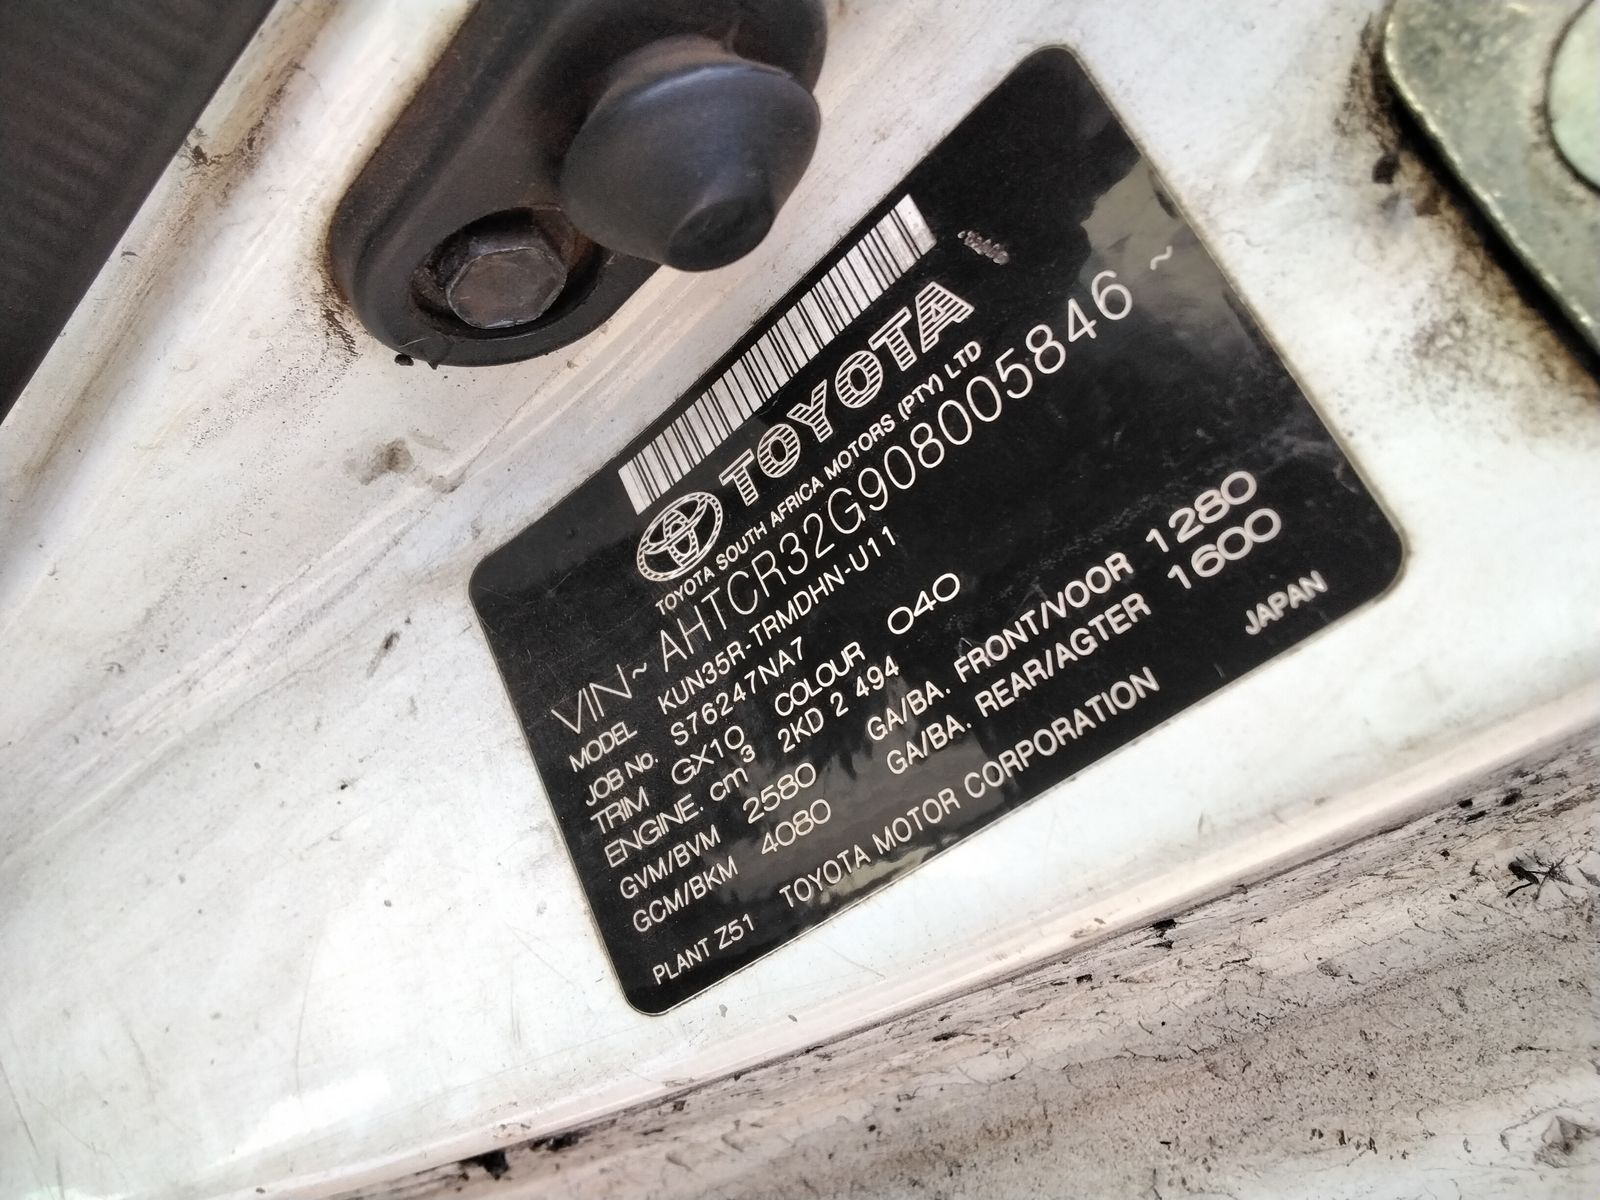 TOYOTA
TOYOTA SOUTH AFRICA MOTORS (PTY) LTD
VIN~ AHTCR32G908005846 ~
MODEL KUN35R-TRMDHN-U11
JOB No. S76247NA7
TRIM GX10 COLOUR 040
ENGINE. cm³ 2KD 2 494
GVM/BVM 2580 GA/BA. FRONT/VOOR 1280
GCM/BKM 4080 GA/BA. REAR/AGTER 1600
PLANT Z51 TOYOTA MOTOR CORPORATION JAPAN